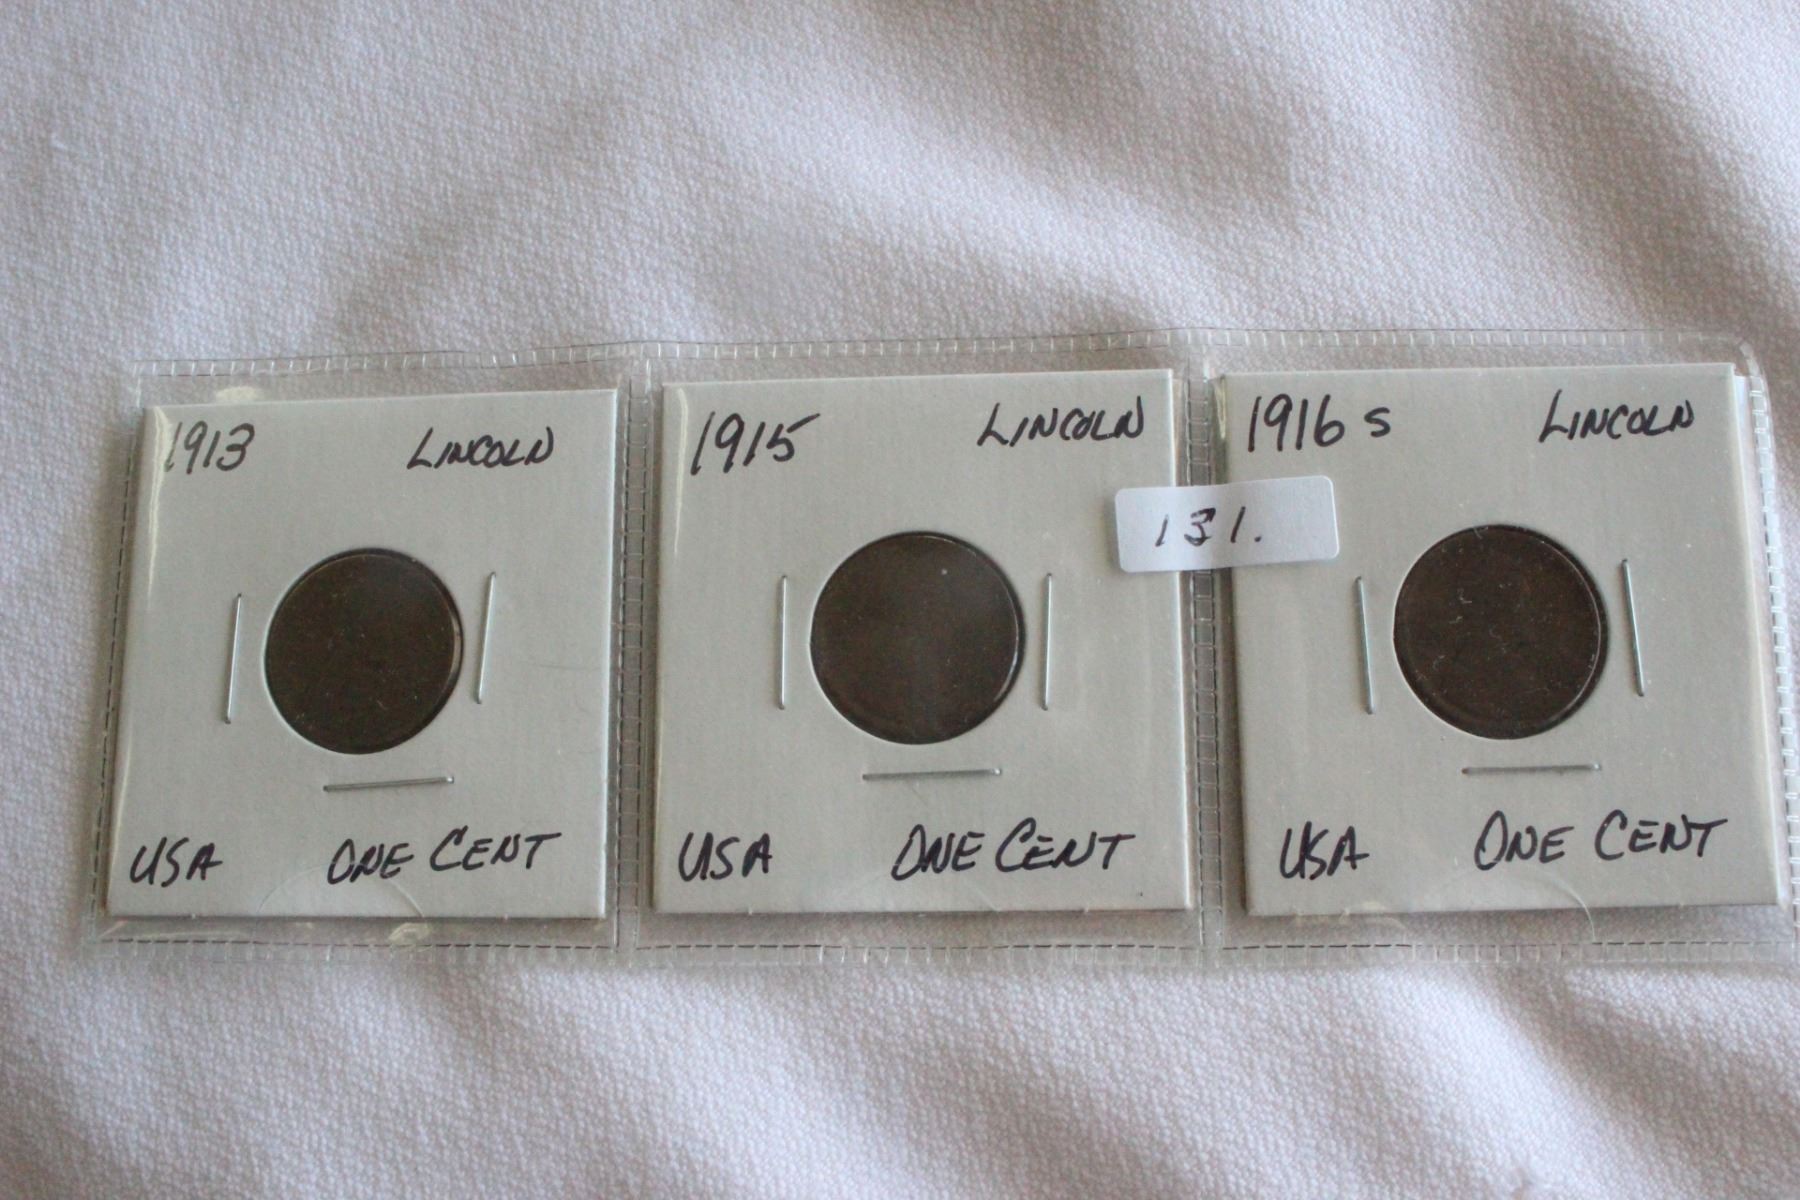 1913 LINCOLN
USA ONE CENT
1915 LINCOLN
USA ONE CENT
131.
1916 S LINCOLN
USA ONE CENT